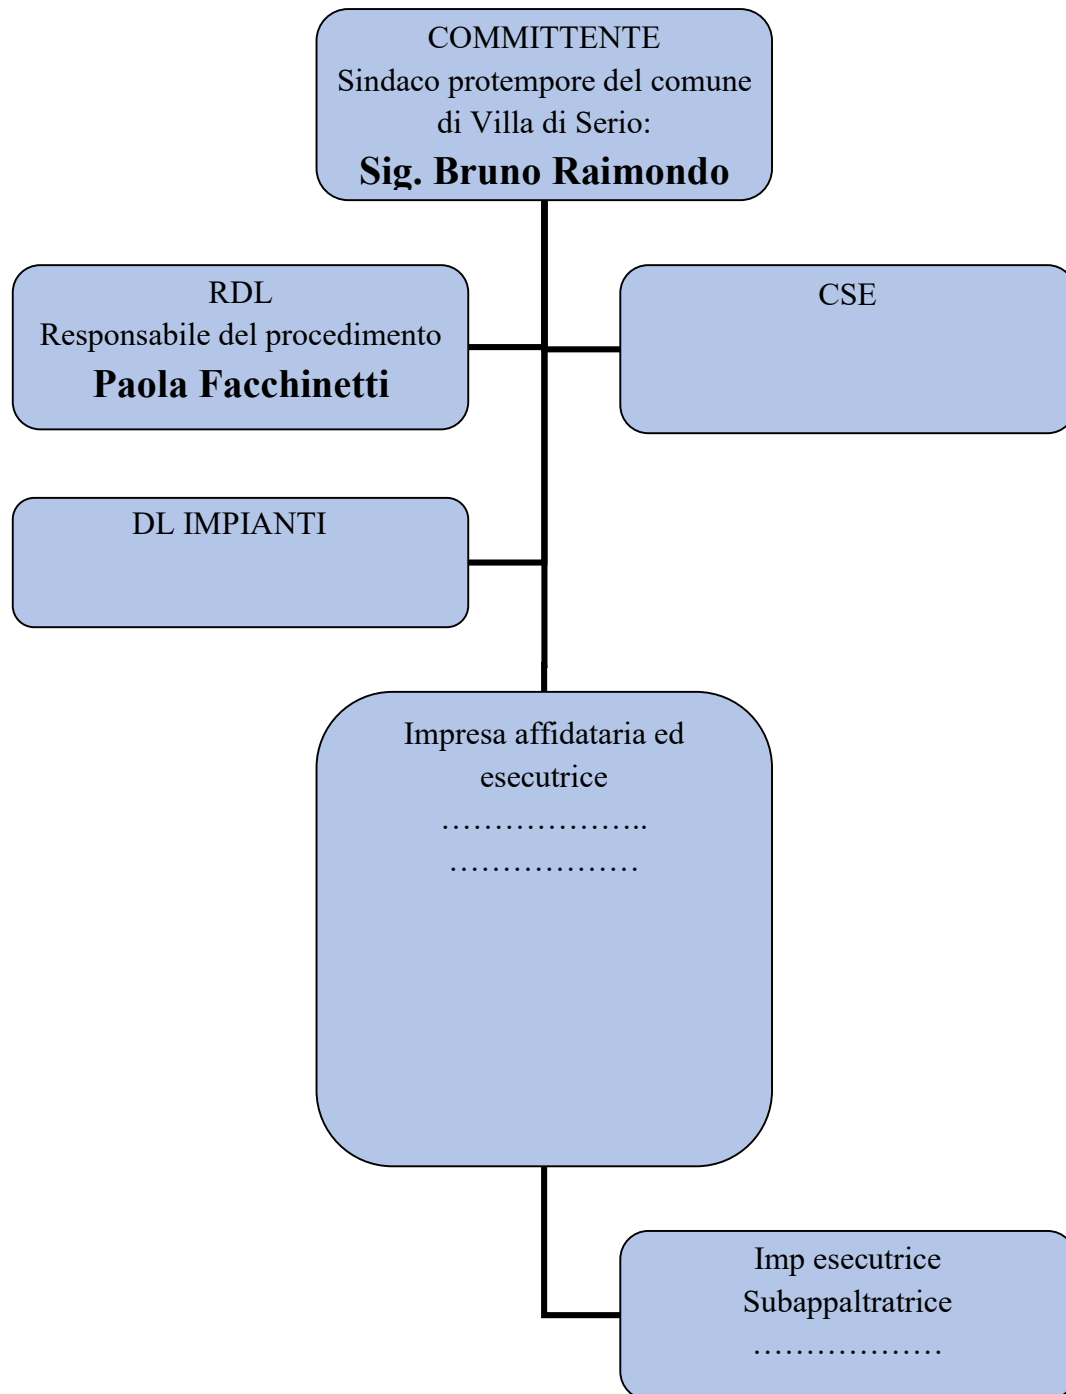 COMMITTENTE
Sindaco protempore del comune
di Villa di Serio:
Sig. Bruno Raimondo
RDL
Responsabile del procedimento
Paola Facchinetti
CSE
DL IMPIANTI
Impresa affidataria ed
esecutrice
…………………..
………………
Imp esecutrice
Subappaltratrice
………………